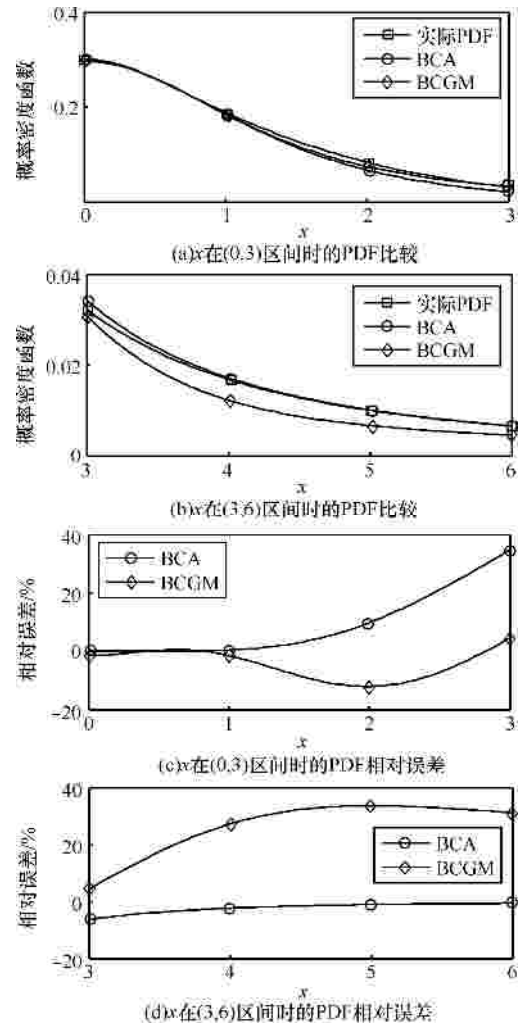 0.4
实际PDF
BCA
BCGM
0.2
概率密度函数
0 1 2 3
x
(a)x在(0,3)区间时的PDF比较
0.04
实际PDF
BCA
BCGM
0.02
概率密度函数
0
3 4 5 6
x
(b)x在(3,6)区间时的PDF比较
40
BCA
BCGM
20
相对误差/%
0
-20
0 1 2 3
x
(c)x在(0,3)区间时的PDF相对误差
40
20
BCA
BCGM
相对误差/%
0
-20
3 4 5 6
x
(d)x在(3,6)区间时的PDF相对误差